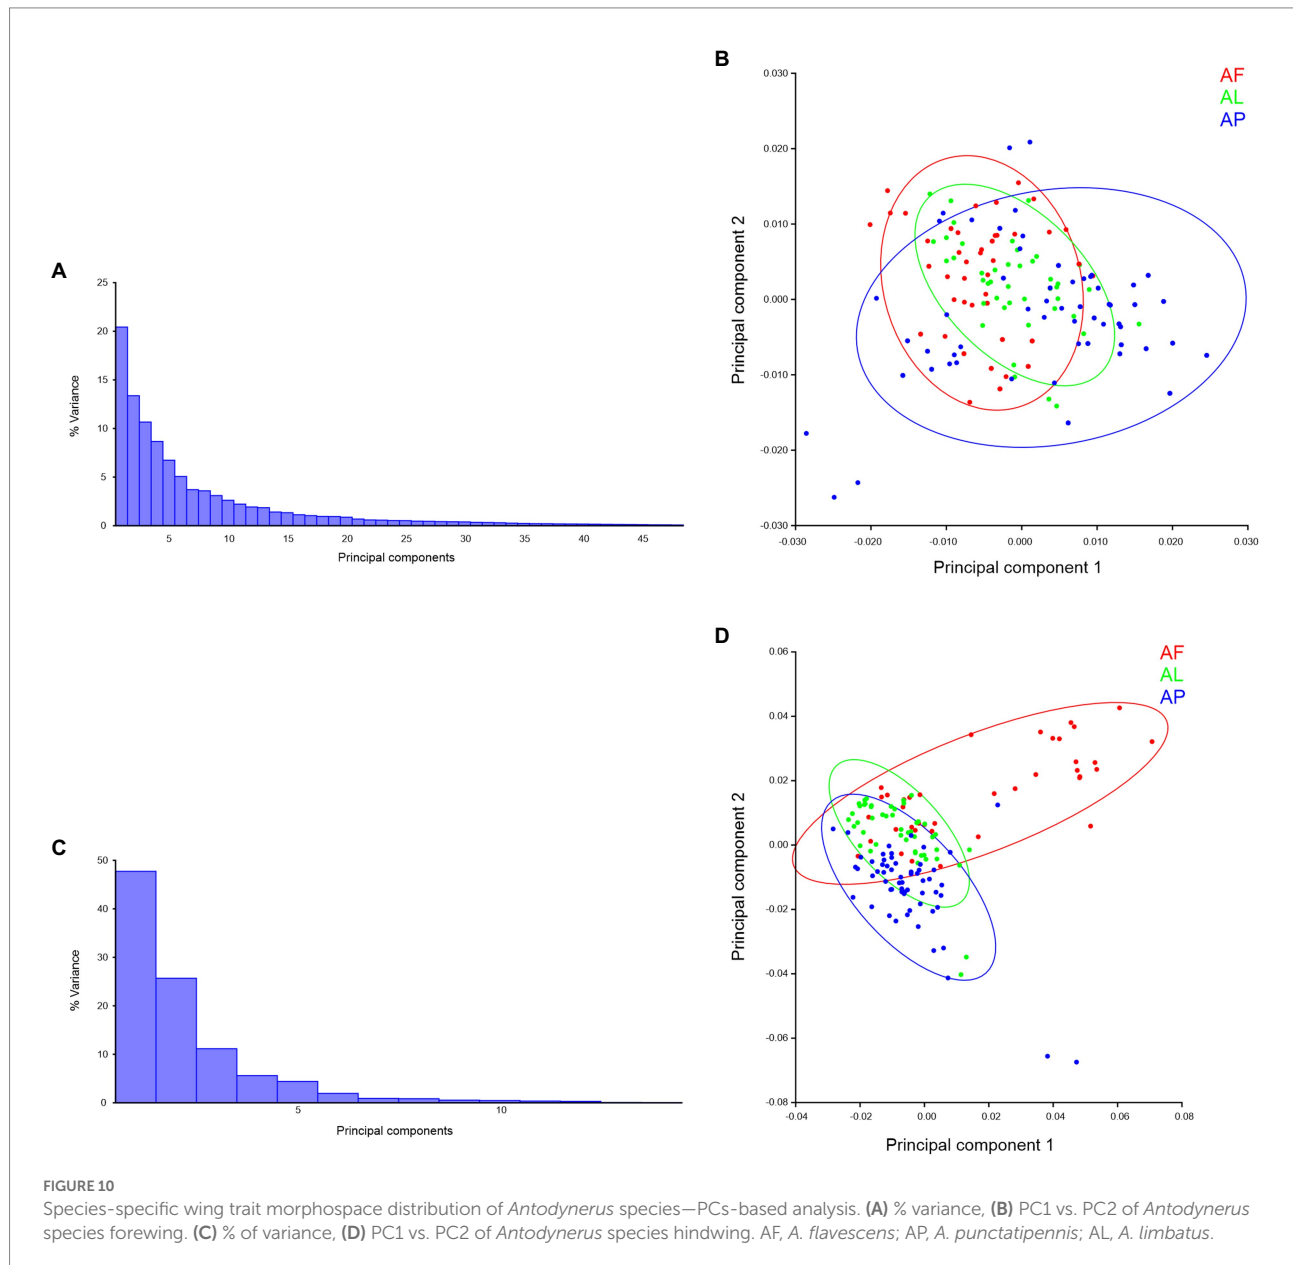 A
25
20
15
10
5
0
% Variance
5 10 15 20 25 30 35 40 45
Principal components
B
AF
AL
AP
0.030
0.020
0.010
0.000
-0.010
-0.020
-0.030
Principal component 2
-0.030 -0.020 -0.010 0.000 0.010 0.020 0.030
Principal component 1
C
50
40
30
20
10
0
% Variance
5 10
Principal components
D
AF
AL
AP
0.06
0.04
0.02
0.00
-0.02
-0.04
-0.06
-0.08
Principal component 2
-0.04 -0.02 0.00 0.02 0.04 0.06 0.08
Principal component 1
FIGURE 10
Species-specific wing trait morphospace distribution of Antodynerus species—PCs-based analysis. (A) % variance, (B) PC1 vs. PC2 of Antodynerus
species forewing. (C) % of variance, (D) PC1 vs. PC2 of Antodynerus species hindwing. AF, A. flavescens; AP, A. punctatipennis; AL, A. limbatus.